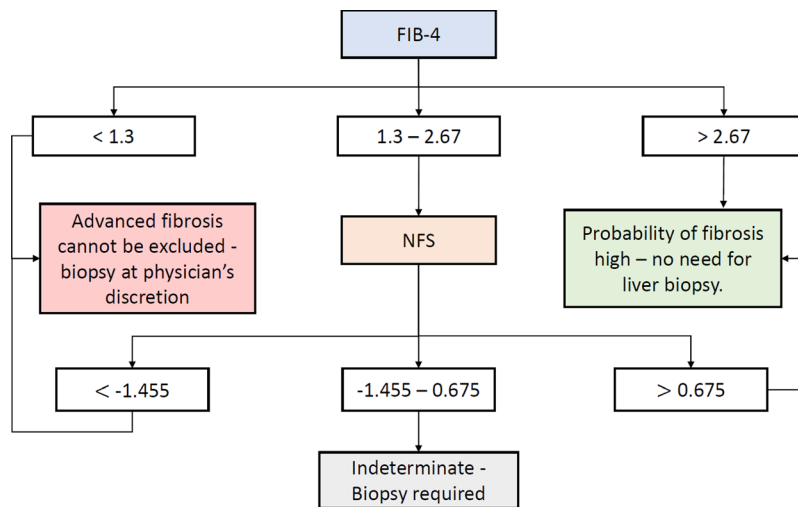 FIB-4
< 1.3
1.3 – 2.67
> 2.67
Advanced fibrosis
cannot be excluded -
biopsy at physician’s
discretion
NFS
Probability of fibrosis
high – no need for
liver biopsy.
< -1.455
-1.455 – 0.675
> 0.675
Indeterminate -
Biopsy required